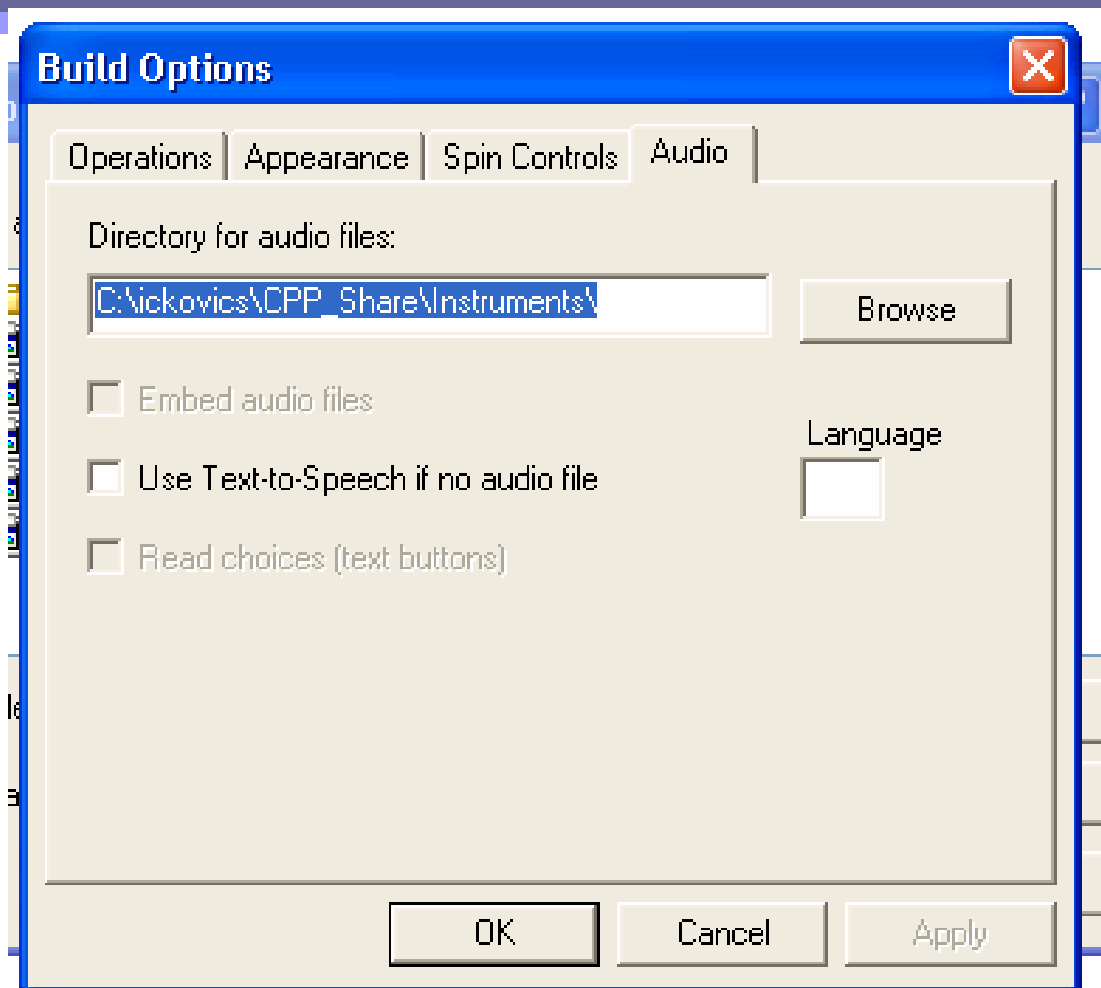 Build Options
Operations Appearance Spin Controls Audio
Directory for audio files:
C:\ickovics\CPP_Share\Instruments\
Browse
Embed audio files
Language
Use Text-to-Speech if no audio file
Read choices (text buttons)
OK Cancel Apply